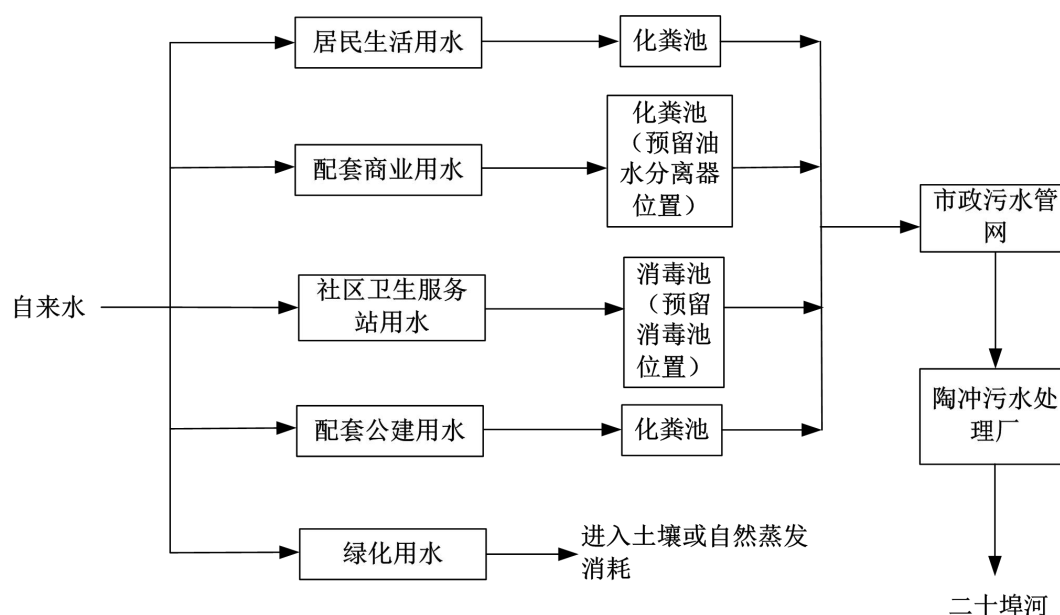 居民生活用水
化粪池
配套商业用水
化粪池
（预留油
水分离器
位置）
市政污水管
网
自来水
社区卫生服务
站用水
消毒池
（预留
消毒池
位置）
配套公建用水
化粪池
陶冲污水处
理厂
绿化用水
进入土壤或自然蒸发
消耗
二十埠河